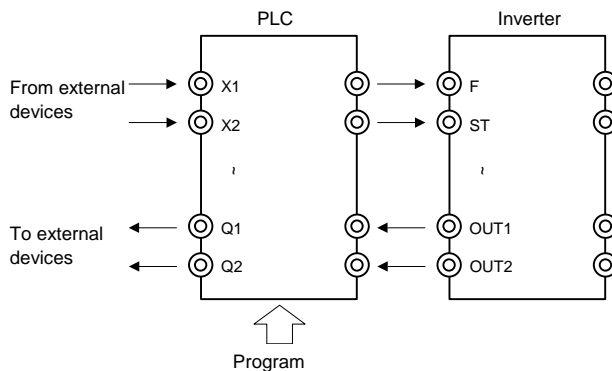 PLC
Inverter
From external
devices
X1
F
X2
ST
~
~
To external
devices
Q1
OUT1
Q2
OUT2
Program